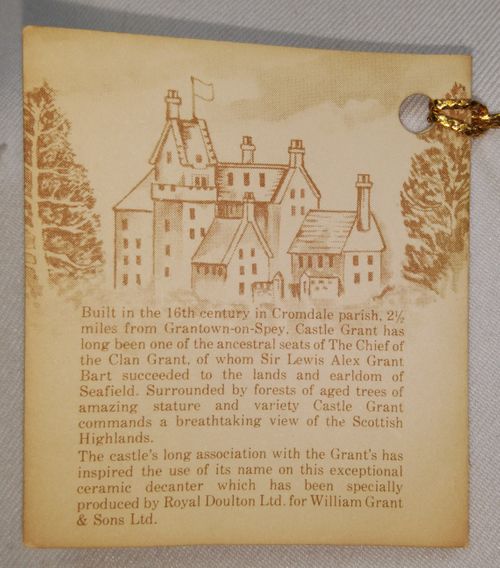 Built in the 16th century in Cromdale parish, 2½
miles from Grantown-on-Spey, Castle Grant has
long been one of the ancestral seats of The Chief of
the Clan Grant, of whom Sir Lewis Alex Grant
Bart succeeded to the lands and earldom of
Seafield. Surrounded by forests of aged trees of
amazing stature and variety Castle Grant
commands a breathtaking view of the Scottish
Highlands.
The castle's long association with the Grant's has
inspired the use of its name on this exceptional
ceramic decanter which has been specially
produced by Royal Doulton Ltd. for William Grant
& Sons Ltd.